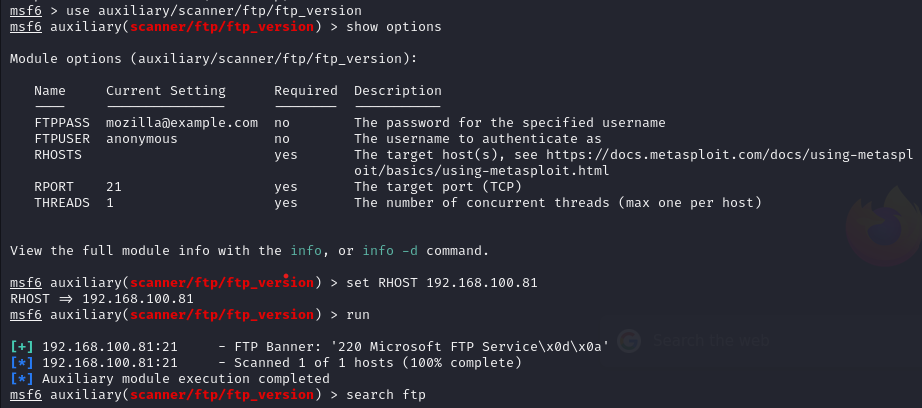 msf6 > use auxiliary/scanner/ftp/ftp_version
msf6 auxiliary(scanner/ftp/ftp_version) > show options
Module options (auxiliary/scanner/ftp/ftp_version):
Name Current Setting Required Description
FTPPASS mozilla@example.com no The password for the specified username
FTPUSER anonymous no The username to authenticate as
RHOSTS yes The target host(s), see https://docs.metasploit.com/docs/using-metaspl
oit/basics/using-metasploit.html
RPORT 21 yes The target port (TCP)
THREADS 1 yes The number of concurrent threads (max one per host)
View the full module info with the info, or info -d command.
msf6 auxiliary(scanner/ftp/ftp_version) > set RHOST 192.168.100.81
RHOST => 192.168.100.81
msf6 auxiliary(scanner/ftp/ftp_version) > run
[+] 192.168.100.81:21 - FTP Banner: '220 Microsoft FTP Service\x0d\x0a'
[*] 192.168.100.81:21 - Scanned 1 of 1 hosts (100% complete)
[*] Auxiliary module execution completed
msf6 auxiliary(scanner/ftp/ftp_version) > search ftp
Search the web